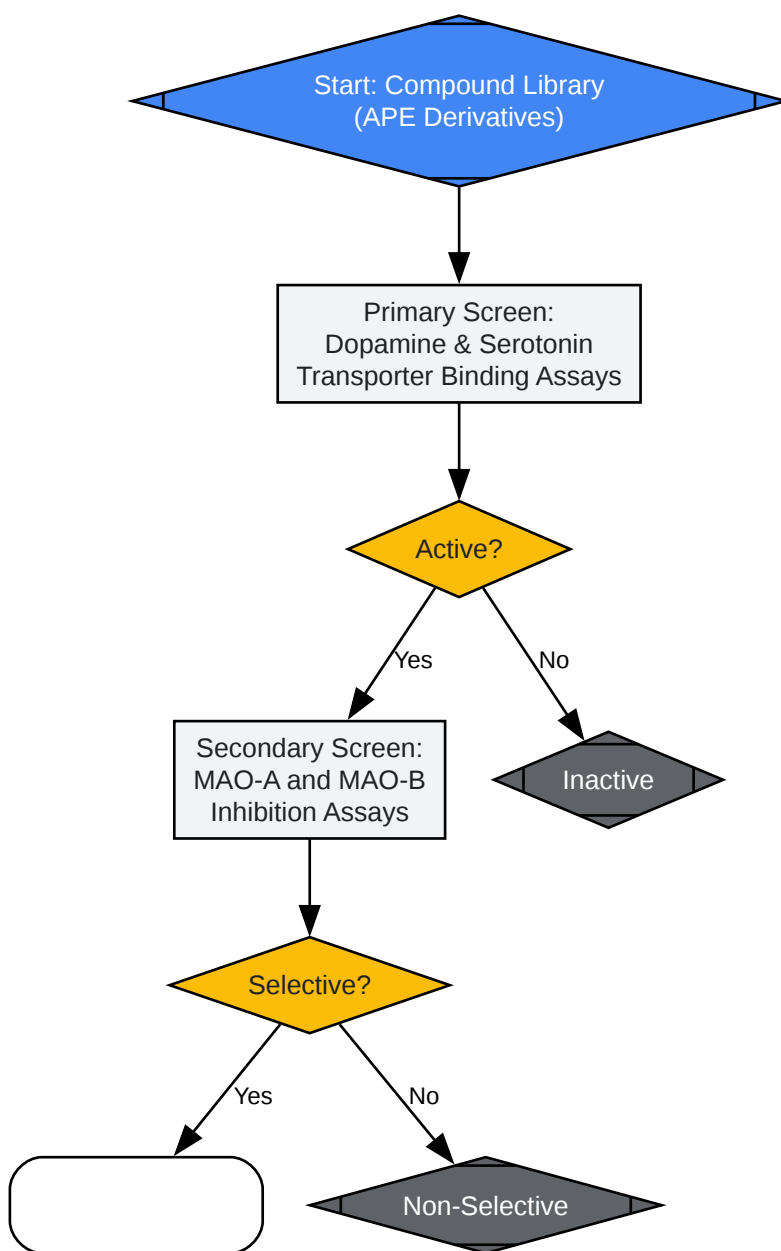 Start: Compound Library
(APE Derivatives)
Primary Screen:
Dopamine & Serotonin
Transporter Binding Assays
Active?
Yes
No
Secondary Screen:
MAO-A and MAO-B
Inhibition Assays
Inactive
Selective?
Yes
No
Non-Selective